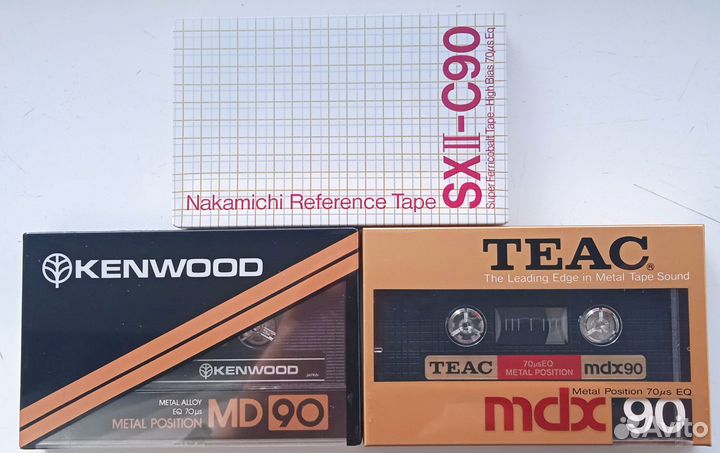 SXII-C90
Super Ferricobalt Tape-High Bias 70µs Eq
Nakamichi Reference Tape
KENWOOD
KENWOOD
JAPAN
METAL ALLOY
EQ 70µs
METAL POSITION
MD 90
TEAC®
The Leading Edge in Metal Tape Sound
TEAC
70µsEQ
METAL POSITION
mdx90
Metal Position 70µs EQ
mdx 90
Avito